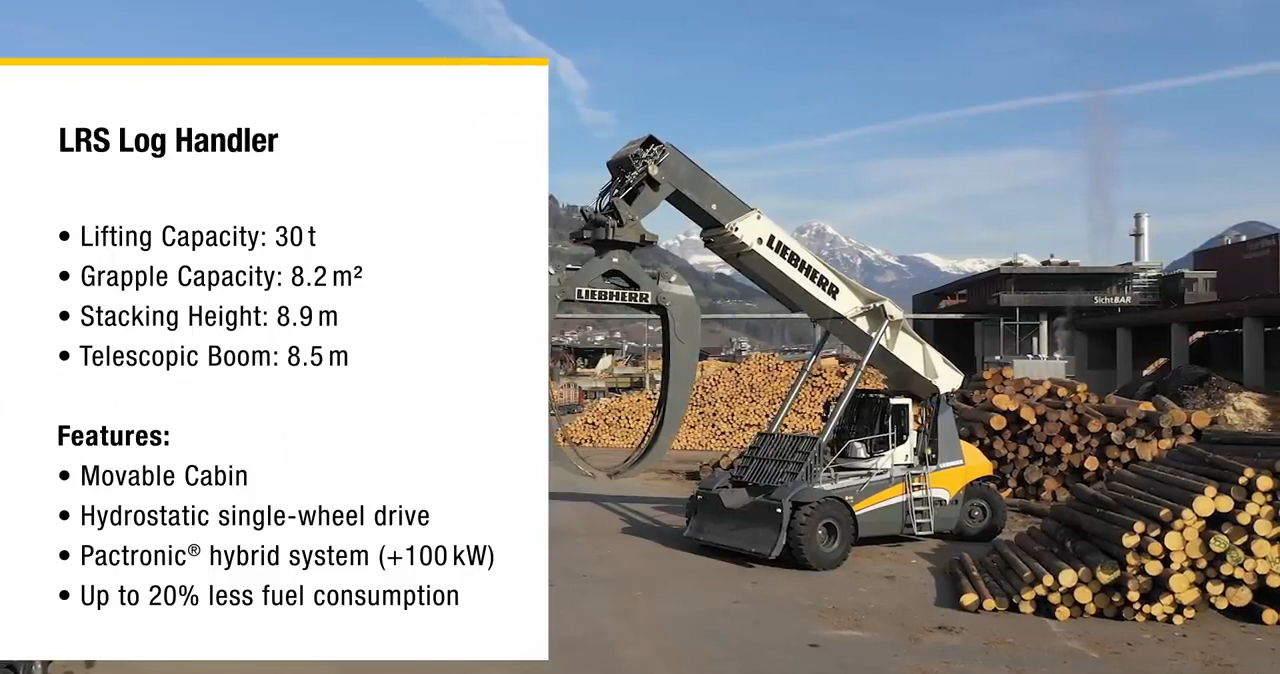 LRS Log Handler
• Lifting Capacity: 30 t
• Grapple Capacity: 8.2 m²
• Stacking Height: 8.9 m
• Telescopic Boom: 8.5 m
Features:
• Movable Cabin
• Hydrostatic single-wheel drive
• Pactronic® hybrid system (+100 kW)
• Up to 20% less fuel consumption
LIEBHERR
LIEBHERR
SichtBAR
LIEBHERR